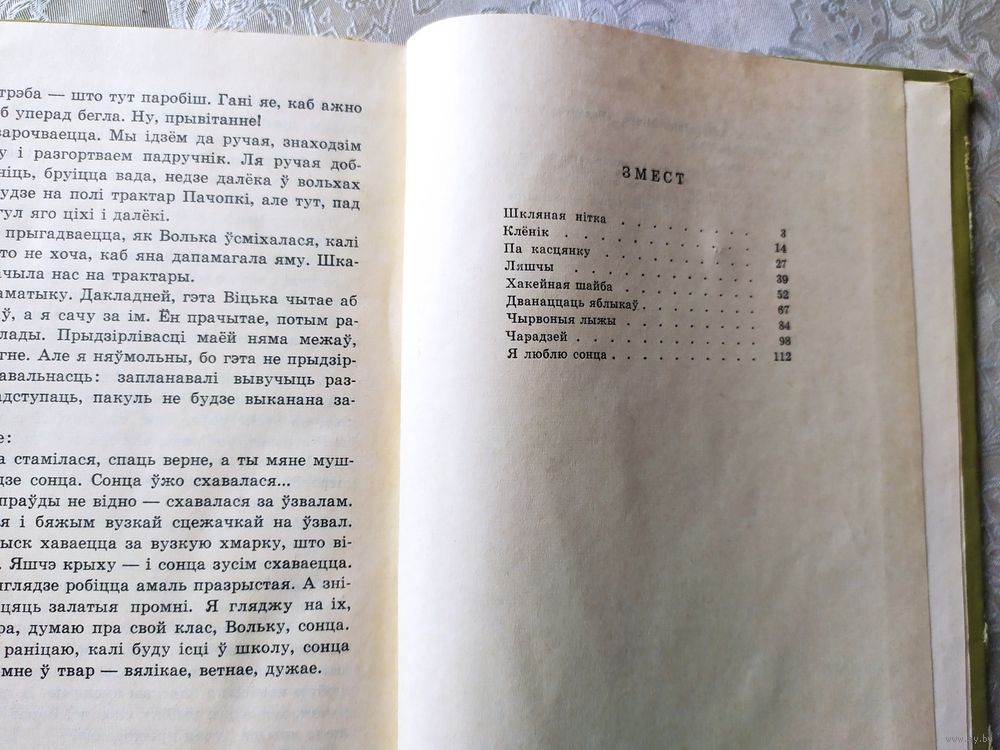 трэба — што тут паробіш. Гані яе, каб ажно
б уперад бегла. Ну, прывітанне!
варочваецца. Мы ідзём да ручая, знаходзім
у і разгортваем падручнік. Ля ручая доб-
ніць, бруіцца вада, недзе далёка ў вольхах
удзе на полі трактар Пачопкі, але тут, пад
гул яго ціхі і далёкі.
прыгадваецца, як Волька ўсміхалася, калі
то не хоча, каб яна дапамагала яму. Шка-
ачыла нас на трактары.
аматыку. Дакладней, гэта Віцька чытае аб
ў, а я сачу за ім. Ён прачытае, потым ра-
лады. Прыдзірлівасці маёй няма межаў,
гне. Але я няўмольны, бо гэта не прыдзір-
авальнасць: запланавалі вывучыць раз-
адступаць, пакуль не будзе выканана за-
е:
а стамілася, спаць верне, а ты мяне муш-
дзе сонца. Сонца ўжо схавалася...
праўды не відно — схавалася за ўзвалам.
я і бяжым вузкай сцежачкай на ўзвал.
ыск хаваецца за вузкую хмарку, што ві-
. Яшчэ крыху — і сонца зусім схаваецца.
ыглядзе робіцца амаль празрыстая. А зні-
цяць залатыя промні. Я гляджу на іх,
ра, думаю пра свой клас, Вольку, сонца.
раніцаю, калі буду ісці ў школу, сонца
мне ў твар — вялікае, ветнае, дужае.
ЗМЕСТ
Шкляная нітка . . . . . . . . 3
Клёнік . . . . . . . . . . 14
Па касцянку . . . . . . . . 27
Ляшчы . . . . . . . . . . 39
Хакейная шайба . . . . . . . 52
Дванаццаць яблыкаў . . . . . . 67
Чырвоныя лыжы . . . . . . . 84
Чарадзей . . . . . . . . . 98
Я люблю сонца . . . . . . . . 112